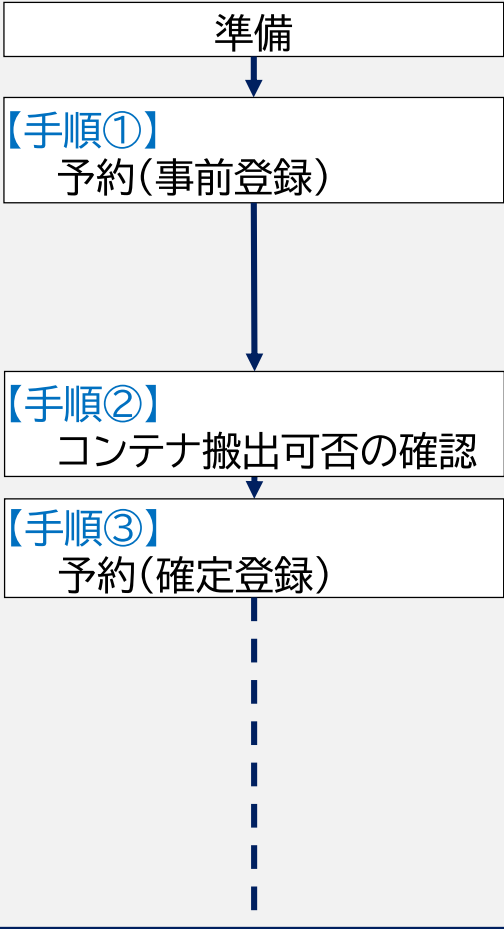 準備
【手順①】
予約(事前登録)
【手順②】
コンテナ搬出可否の確認
【手順③】
予約(確定登録)